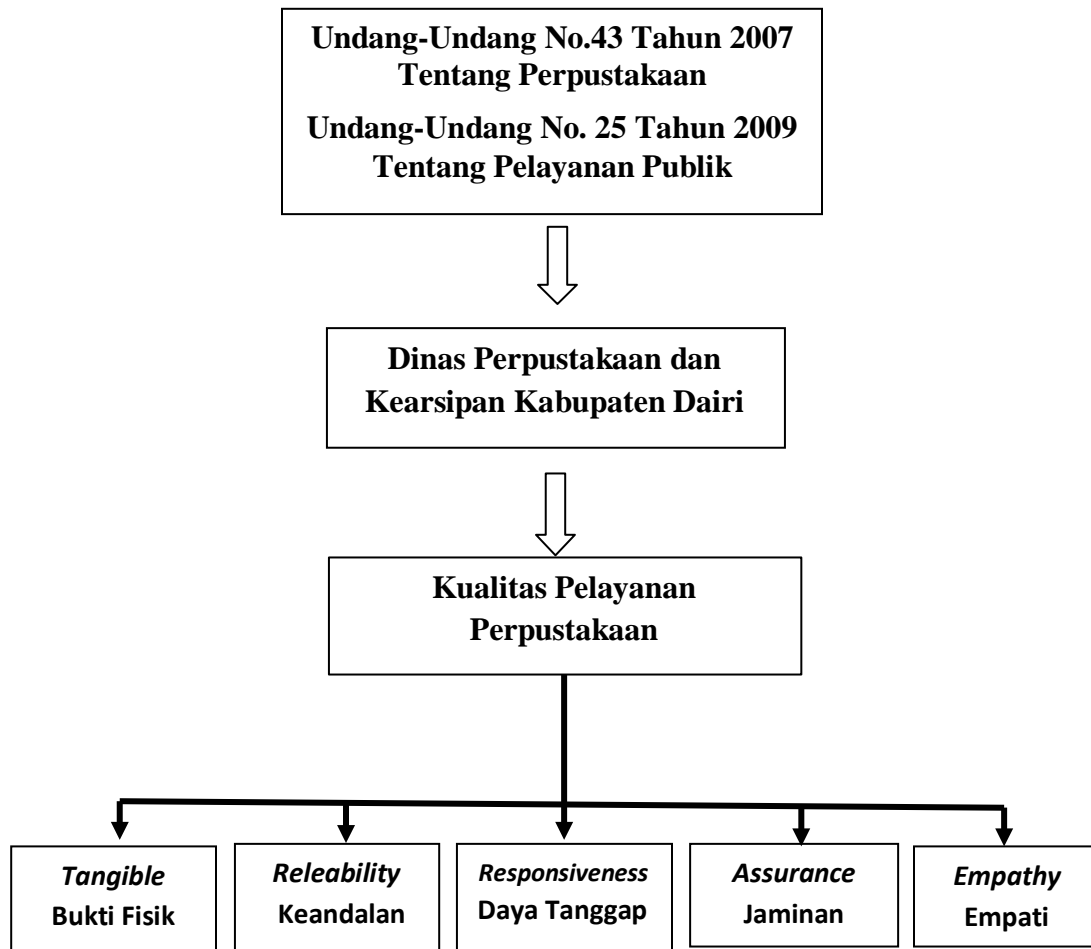 Undang-Undang No.43 Tahun 2007
Tentang Perpustakaan
Undang-Undang No. 25 Tahun 2009
Tentang Pelayanan Publik
Dinas Perpustakaan dan
Kearsipan Kabupaten Dairi
Kualitas Pelayanan
Perpustakaan
Tangible
Bukti Fisik
Releability
Keandalan
Responsiveness
Daya Tanggap
Assurance
Jaminan
Empathy
Empati